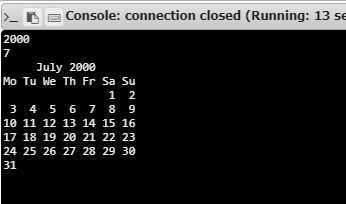 Console: connection closed (Running: 13 se
2000
7
     July 2000
Mo Tu We Th Fr Sa Su
                1  2
 3  4  5  6  7  8  9
10 11 12 13 14 15 16
17 18 19 20 21 22 23
24 25 26 27 28 29 30
31